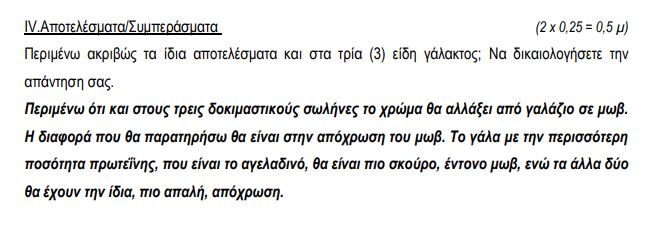 IV.Αποτελέσματα/Συμπεράσματα (2 x 0,25 = 0,5 μ)
Περιμένω ακριβώς τα ίδια αποτελέσματα και στα τρία (3) είδη γάλακτος; Να δικαιολογήσετε την
απάντηση σας.
Περιμένω ότι και στους τρεις δοκιμαστικούς σωλήνες το χρώμα θα αλλάξει από γαλάζιο σε μωβ.
Η διαφορά που θα παρατηρήσω θα είναι στην απόχρωση του μωβ. Το γάλα με την περισσότερη
ποσότητα πρωτεΐνης, που είναι το αγελαδινό, θα είναι πιο σκούρο, έντονο μωβ, ενώ τα άλλα δύο
θα έχουν την ίδια, πιο απαλή, απόχρωση.